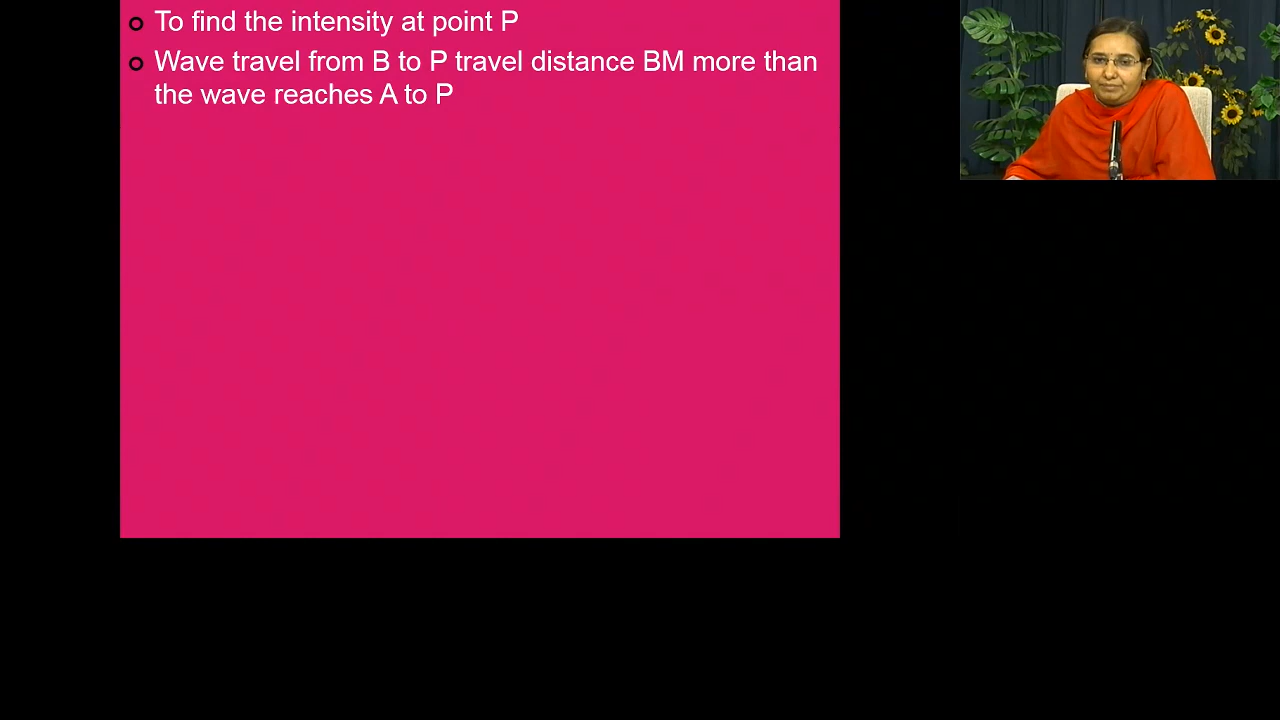 To find the intensity at point P
Wave travel from B to P travel distance BM more than
the wave reaches A to P